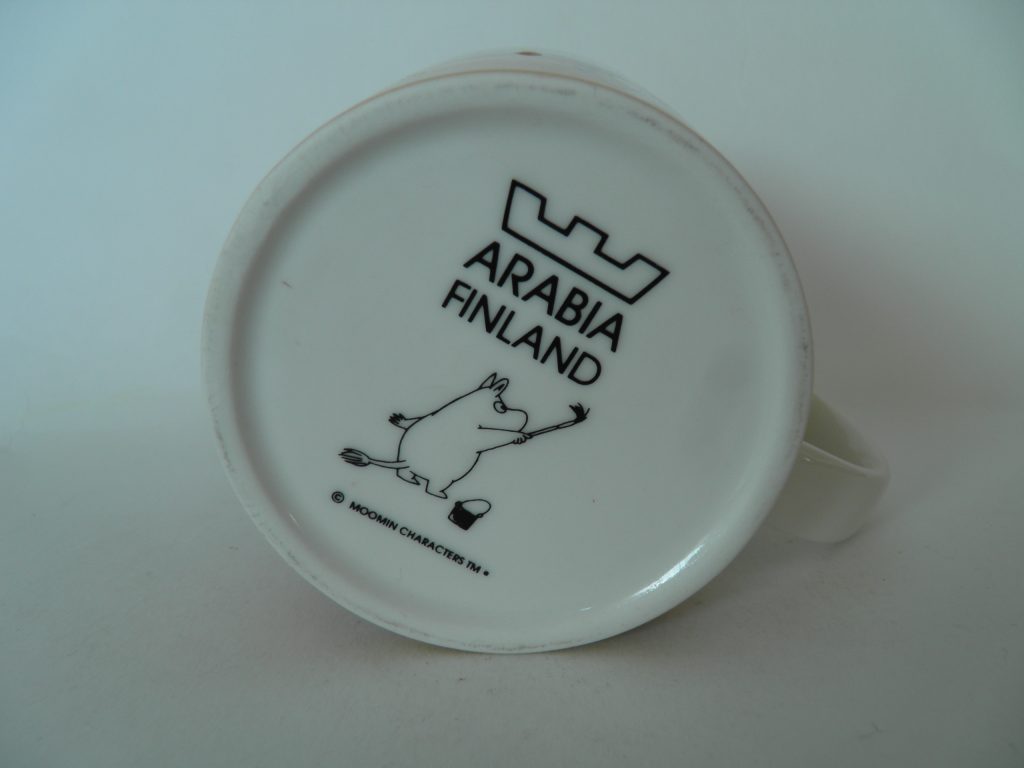 ARABIA
FINLAND
© MOOMIN CHARACTERS TM •